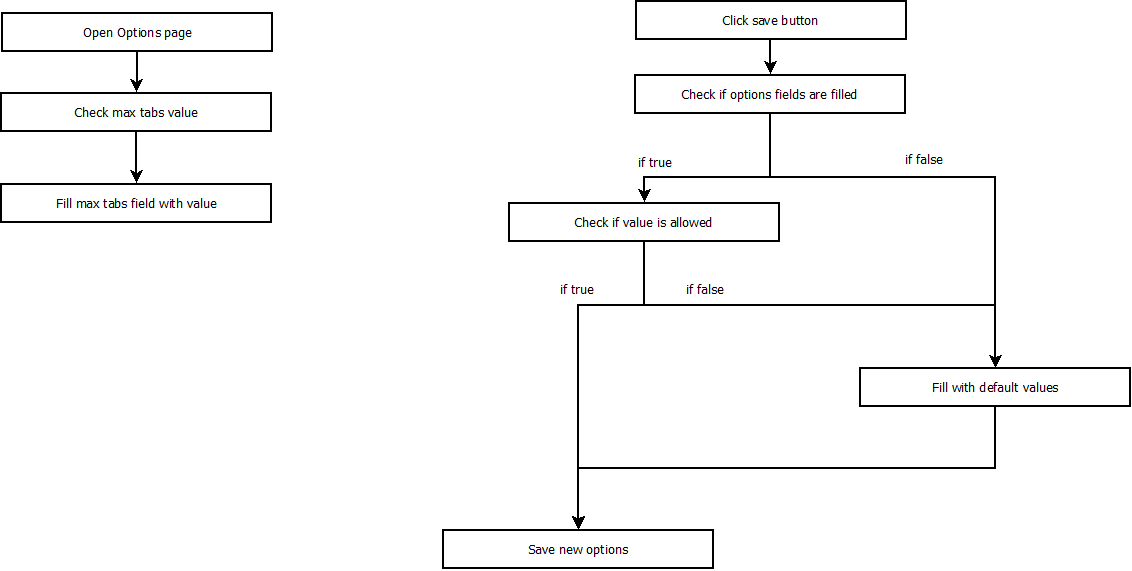 Open Options page
Check max tabs value
Fill max tabs field with value
Click save button
Check if options fields are filled
if true
if false
Check if value is allowed
if true
if false
Fill with default values
Save new options